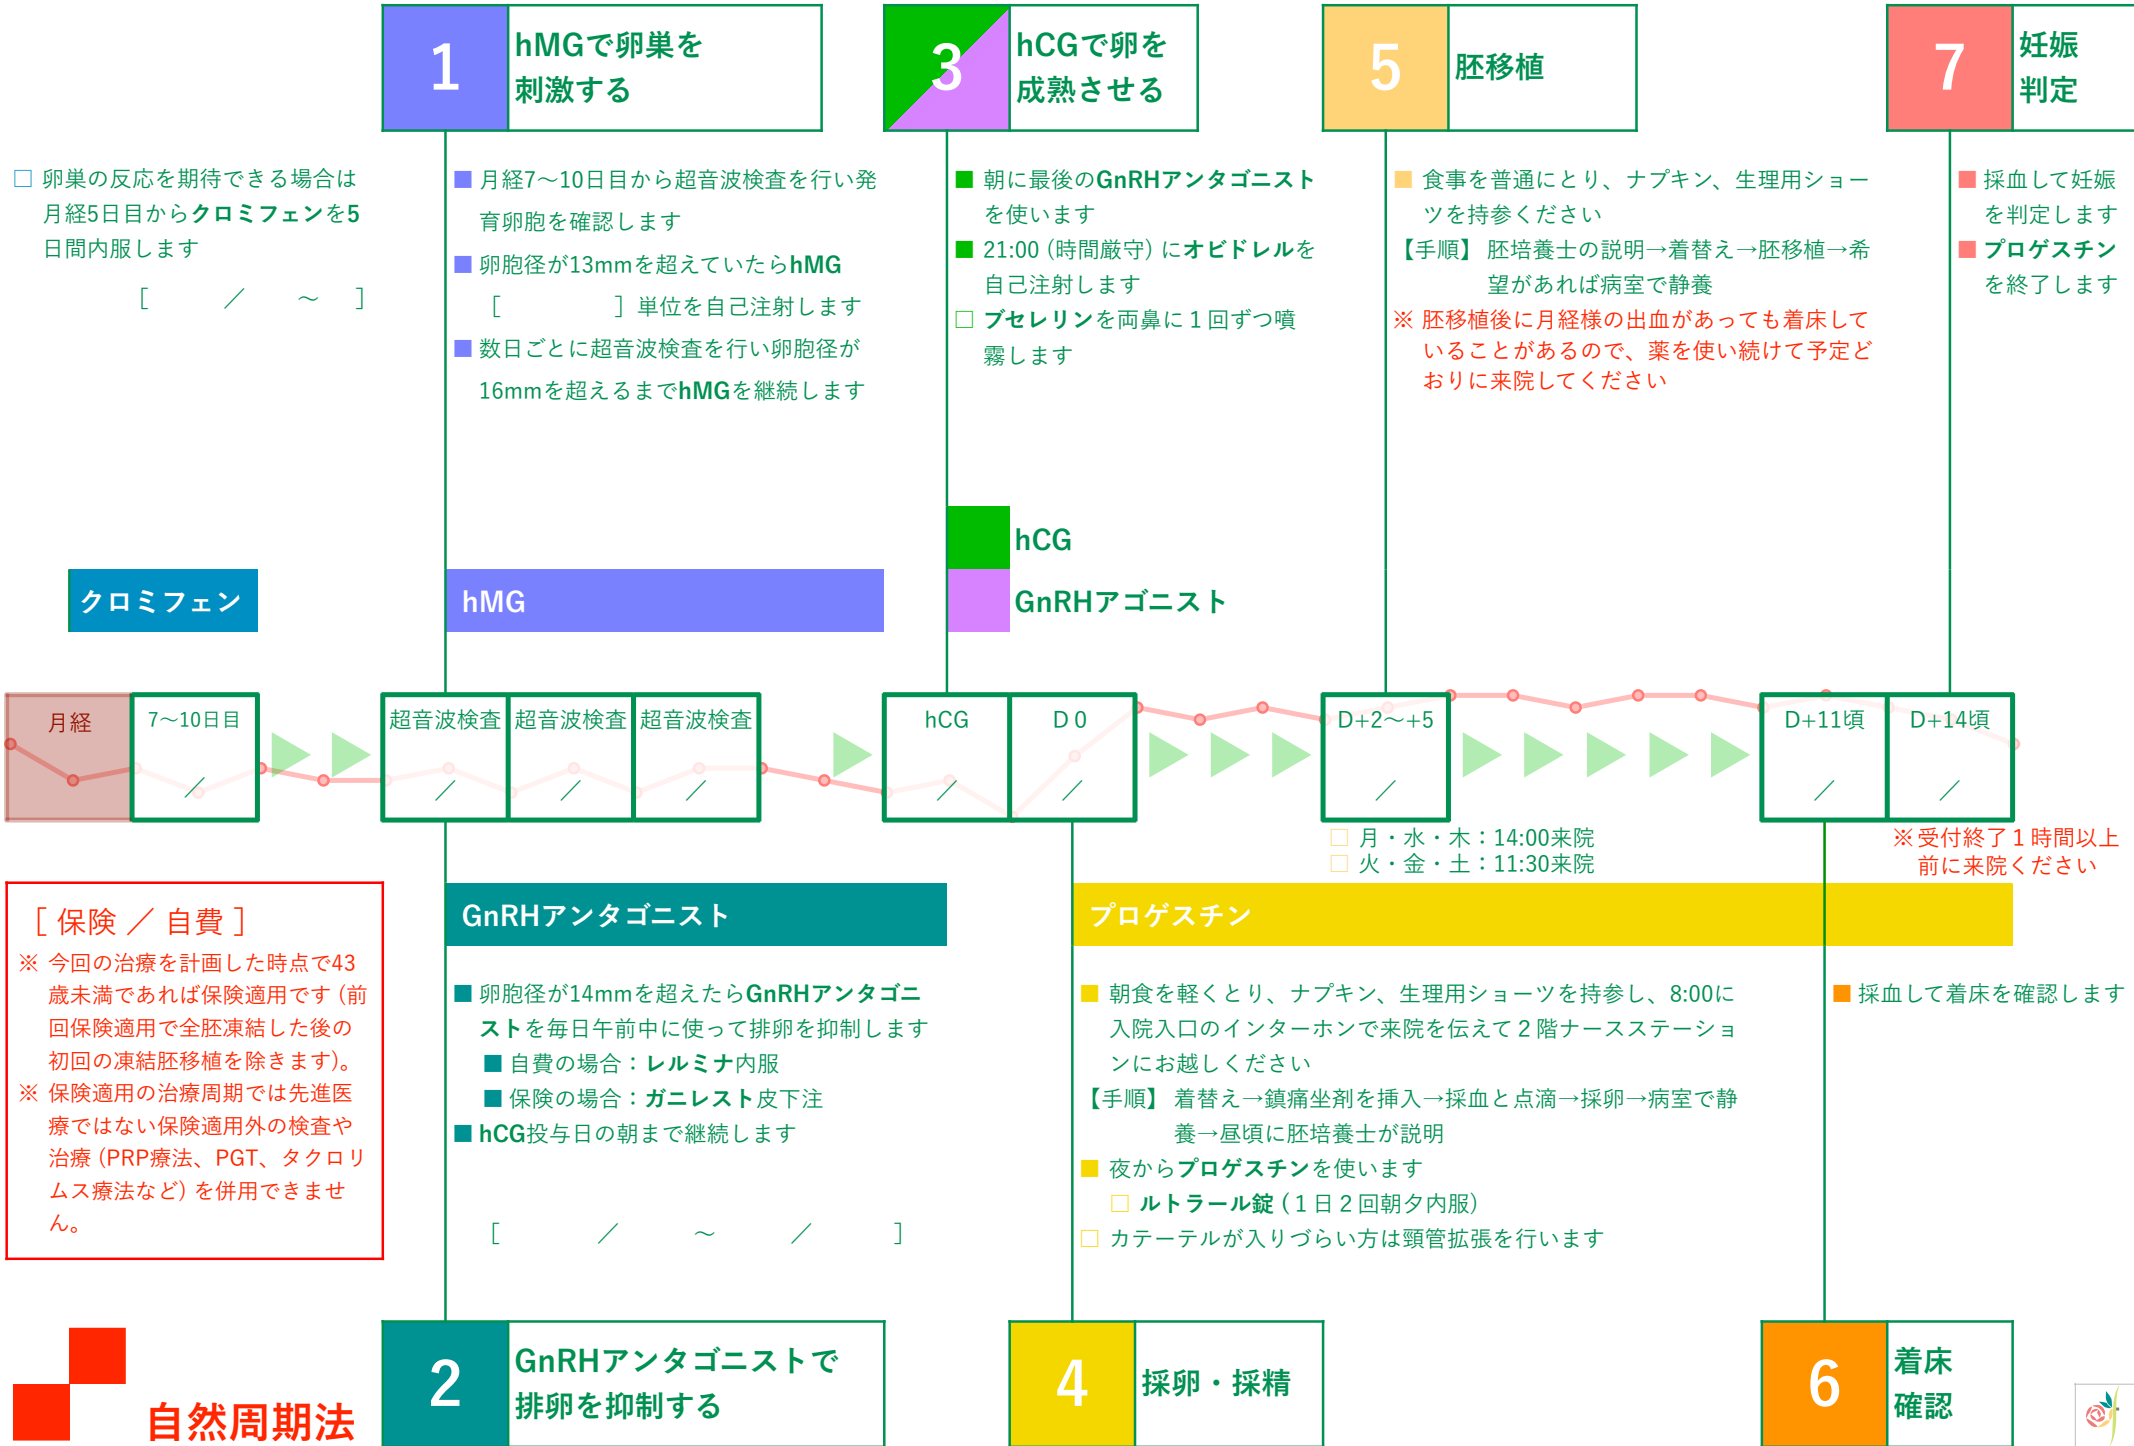 1
hMGで卵巣を
刺激する
3
hCGで卵を
成熟させる
5
胚移植
7
妊娠
判定
□ 卵巣の反応を期待できる場合は
月経5日目からクロミフェンを5
日間内服します
[ ／ ～ ]
■ 月経7～10日目から超音波検査を行い発
育卵胞を確認します
■ 卵胞径が13mmを超えていたらhMG
[ ] 単位を自己注射します
■ 数日ごとに超音波検査を行い卵胞径が
16mmを超えるまでhMGを継続します
■ 朝に最後のGnRHアンタゴニスト
を使います
■ 21:00 (時間厳守) にオビドレルを
自己注射します
□ ブセレリンを両鼻に１回ずつ噴
霧します
■ 食事を普通にとり、ナプキン、生理用ショー
ツを持参ください
【手順】 胚培養士の説明→着替え→胚移植→希
望があれば病室で静養
※ 胚移植後に月経様の出血があっても着床して
いることがあるので、薬を使い続けて予定ど
おりに来院してください
■ 採血して妊娠
を判定します
■ プロゲスチン
を終了します
hCG
クロミフェン
hMG
GnRHアゴニスト
月経
7～10日目
／
超音波検査
／
超音波検査
／
超音波検査
／
hCG
／
D 0
／
D+2～+5
／
D+11頃
／
D+14頃
／
□ 月・水・木：14:00来院
□ 火・金・土：11:30来院
※受付終了１時間以上
前に来院ください
[ 保険 ／ 自費 ]
※ 今回の治療を計画した時点で43
歳未満であれば保険適用です (前
回保険適用で全胚凍結した後の
初回の凍結胚移植を除きます)。
※ 保険適用の治療周期では先進医
療ではない保険適用外の検査や
治療 (PRP療法、PGT、タクロリ
ムス療法など) を併用できませ
ん。
GnRHアンタゴニスト
■ 卵胞径が14mmを超えたらGnRHアンタゴニ
ストを毎日午前中に使って排卵を抑制します
■ 自費の場合：レルミナ内服
■ 保険の場合：ガニレスト皮下注
■ hCG投与日の朝まで継続します
[ ／ ～ ／ ]
プロゲスチン
■ 朝食を軽くとり、ナプキン、生理用ショーツを持参し、8:00に
入院入口のインターホンで来院を伝えて２階ナースステーショ
ンにお越しください
【手順】 着替え→鎮痛坐剤を挿入→採血と点滴→採卵→病室で静
養→昼頃に胚培養士が説明
■ 夜からプロゲスチンを使います
□ ルトラール錠 (１日２回朝夕内服)
□ カテーテルが入りづらい方は頸管拡張を行います
■ 採血して着床を確認します
自然周期法
2
GnRHアンタゴニストで
排卵を抑制する
4
採卵・採精
6
着床
確認